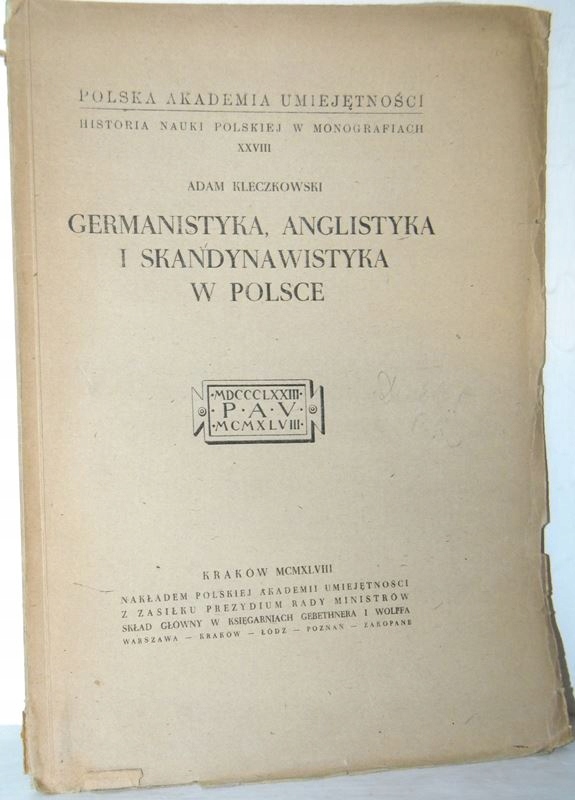 POLSKA AKADEMIA UMIEJĘTNOŚCI
HISTORIA NAUKI POLSKIEJ W MONOGRAFIACH
XXVIII
ADAM KLECZKOWSKI
GERMANISTYKA, ANGLISTYKA
I SKANDYNAWISTYKA
W POLSCE
·MDCCCLXXIII·
·P·A·V·
·MCMXLVIII·
KRAKÓW MCMXLVIII
NAKŁADEM POLSKIEJ AKADEMII UMIEJĘTNOŚCI
Z ZASIŁKU PREZYDIUM RADY MINISTRÓW
SKŁAD GŁÓWNY W KSIĘGARNIACH GEBETHNERA I WOLFFA
WARSZAWA — KRAKÓW — ŁÓDŹ — POZNAŃ — ZAKOPANE